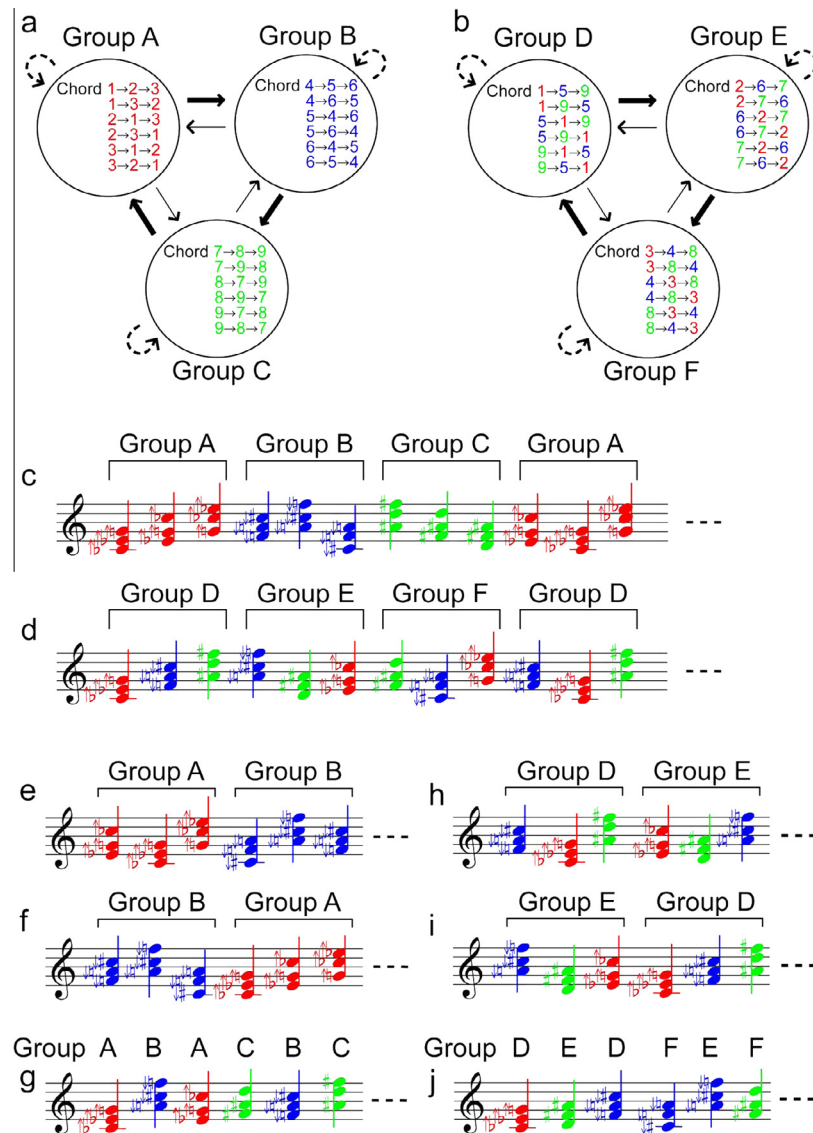 a
Group A
Chord 1→2→3
1→3→2
2→1→3
2→3→1
3→1→2
3→2→1
Group B
Chord 4→5→6
4→6→5
5→4→6
5→6→4
6→4→5
6→5→4
Chord 7→8→9
7→9→8
8→7→9
8→9→7
9→7→8
9→8→7
Group C
b
Group D
Chord 1→5→9
1→9→5
5→1→9
5→9→1
9→1→5
9→5→1
Group E
Chord 2→6→7
2→7→6
6→2→7
6→7→2
7→2→6
7→6→2
Chord 3→4→8
3→8→4
4→3→8
4→8→3
8→3→4
8→4→3
Group F
c
Group A Group B Group C Group A
d
Group D Group E Group F Group D
e
Group A Group B
f
Group B Group A
g
Group A B A C B C
h
Group D Group E
i
Group E Group D
j
Group D E D F E F